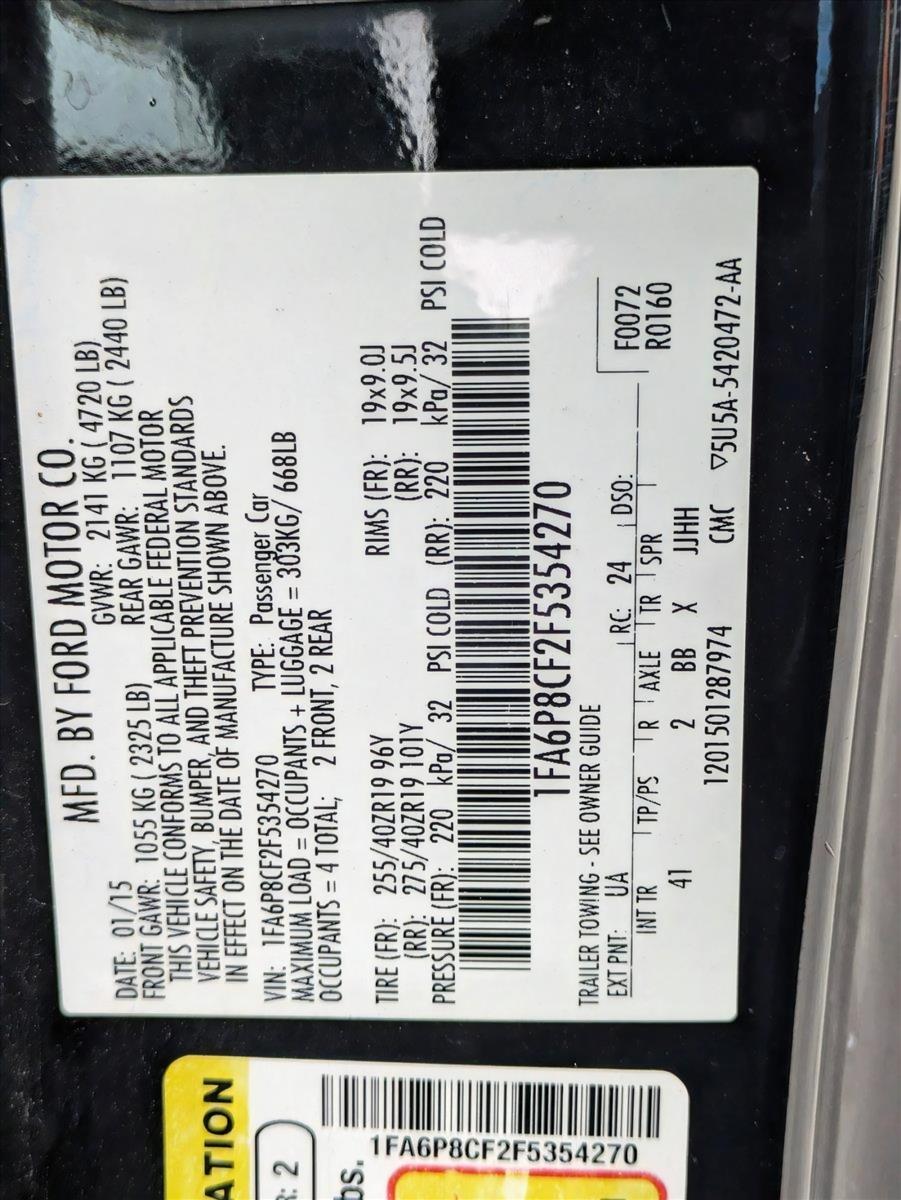 MFD. BY FORD MOTOR CO.
DATE: 01/15 GVWR: 2141 KG ( 4720 LB)
FRONT GAWR: 1055 KG ( 2325 LB) REAR GAWR: 1107 KG ( 2440 LB)
THIS VEHICLE CONFORMS TO ALL APPLICABLE FEDERAL MOTOR
VEHICLE SAFETY, BUMPER, AND THEFT PREVENTION STANDARDS
IN EFFECT ON THE DATE OF MANUFACTURE SHOWN ABOVE.
VIN: 1FA6P8CF2F5354270 TYPE: Passenger Car
MAXIMUM LOAD = OCCUPANTS + LUGGAGE = 303KG/ 668LB
OCCUPANTS = 4 TOTAL; 2 FRONT, 2 REAR
TIRE (FR): 255/40ZR19 96Y RIMS (FR): 19x9.0J
(RR): 275/40ZR19 101Y (RR): 19x9.5J
PRESSURE (FR): 220 kPa/ 32 PSI COLD (RR): 220 kPa/ 32 PSI COLD
1FA6P8CF2F5354270
TRAILER TOWING - SEE OWNER GUIDE
EXT PNT: UA RC: 24 DSO: F0072
INT TR TP/PS R AXLE TR SPR R0160
41 2 BB X JJHH
1201501287974 CMC ▽5U5A-5420472-AA
ATION
R: 2
bs.
1FA6P8CF2F5354270